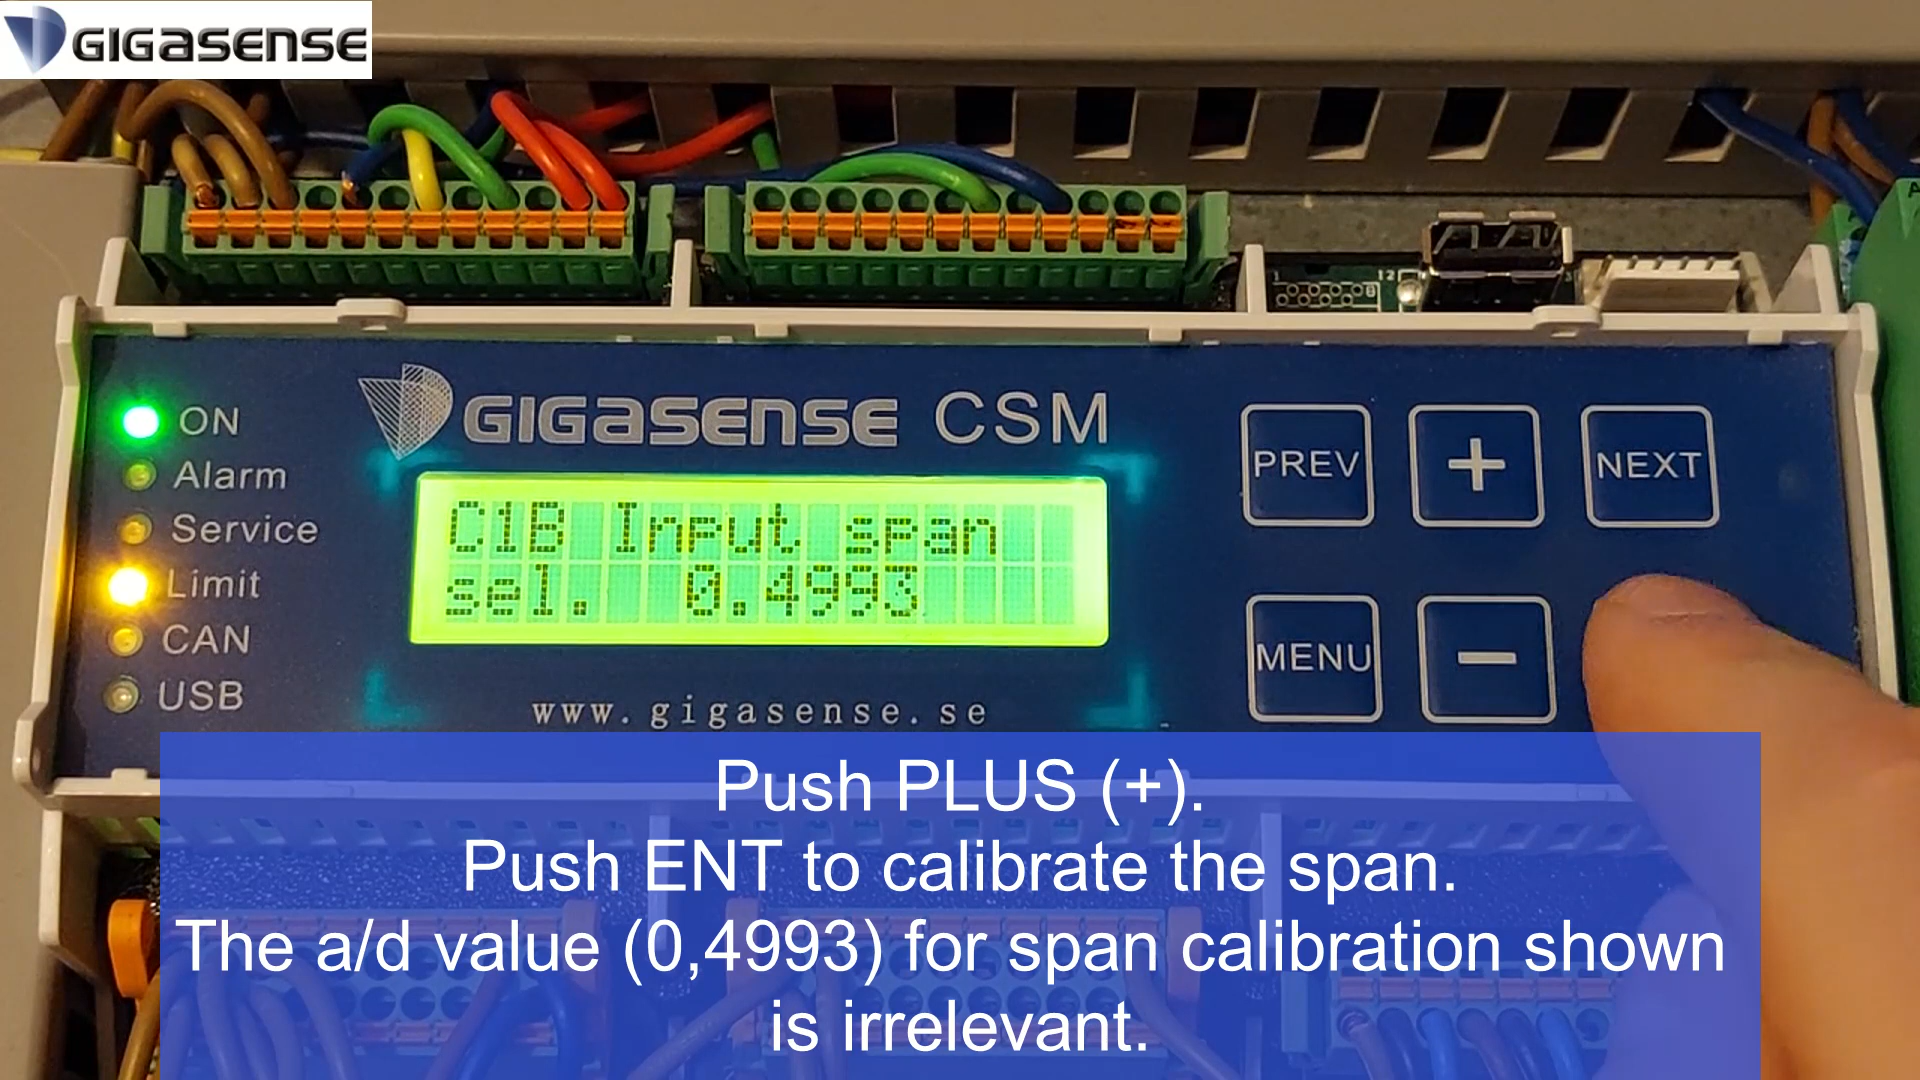 GIGASENSE
GIGASENSE CSM
ON
Alarm
Service
Limit
CAN
USB
C1B Input span
sel. 0.4993
www.gigasense.se
PREV
+
NEXT
MENU
−
Push PLUS (+).
Push ENT to calibrate the span.
The a/d value (0,4993) for span calibration shown
is irrelevant.